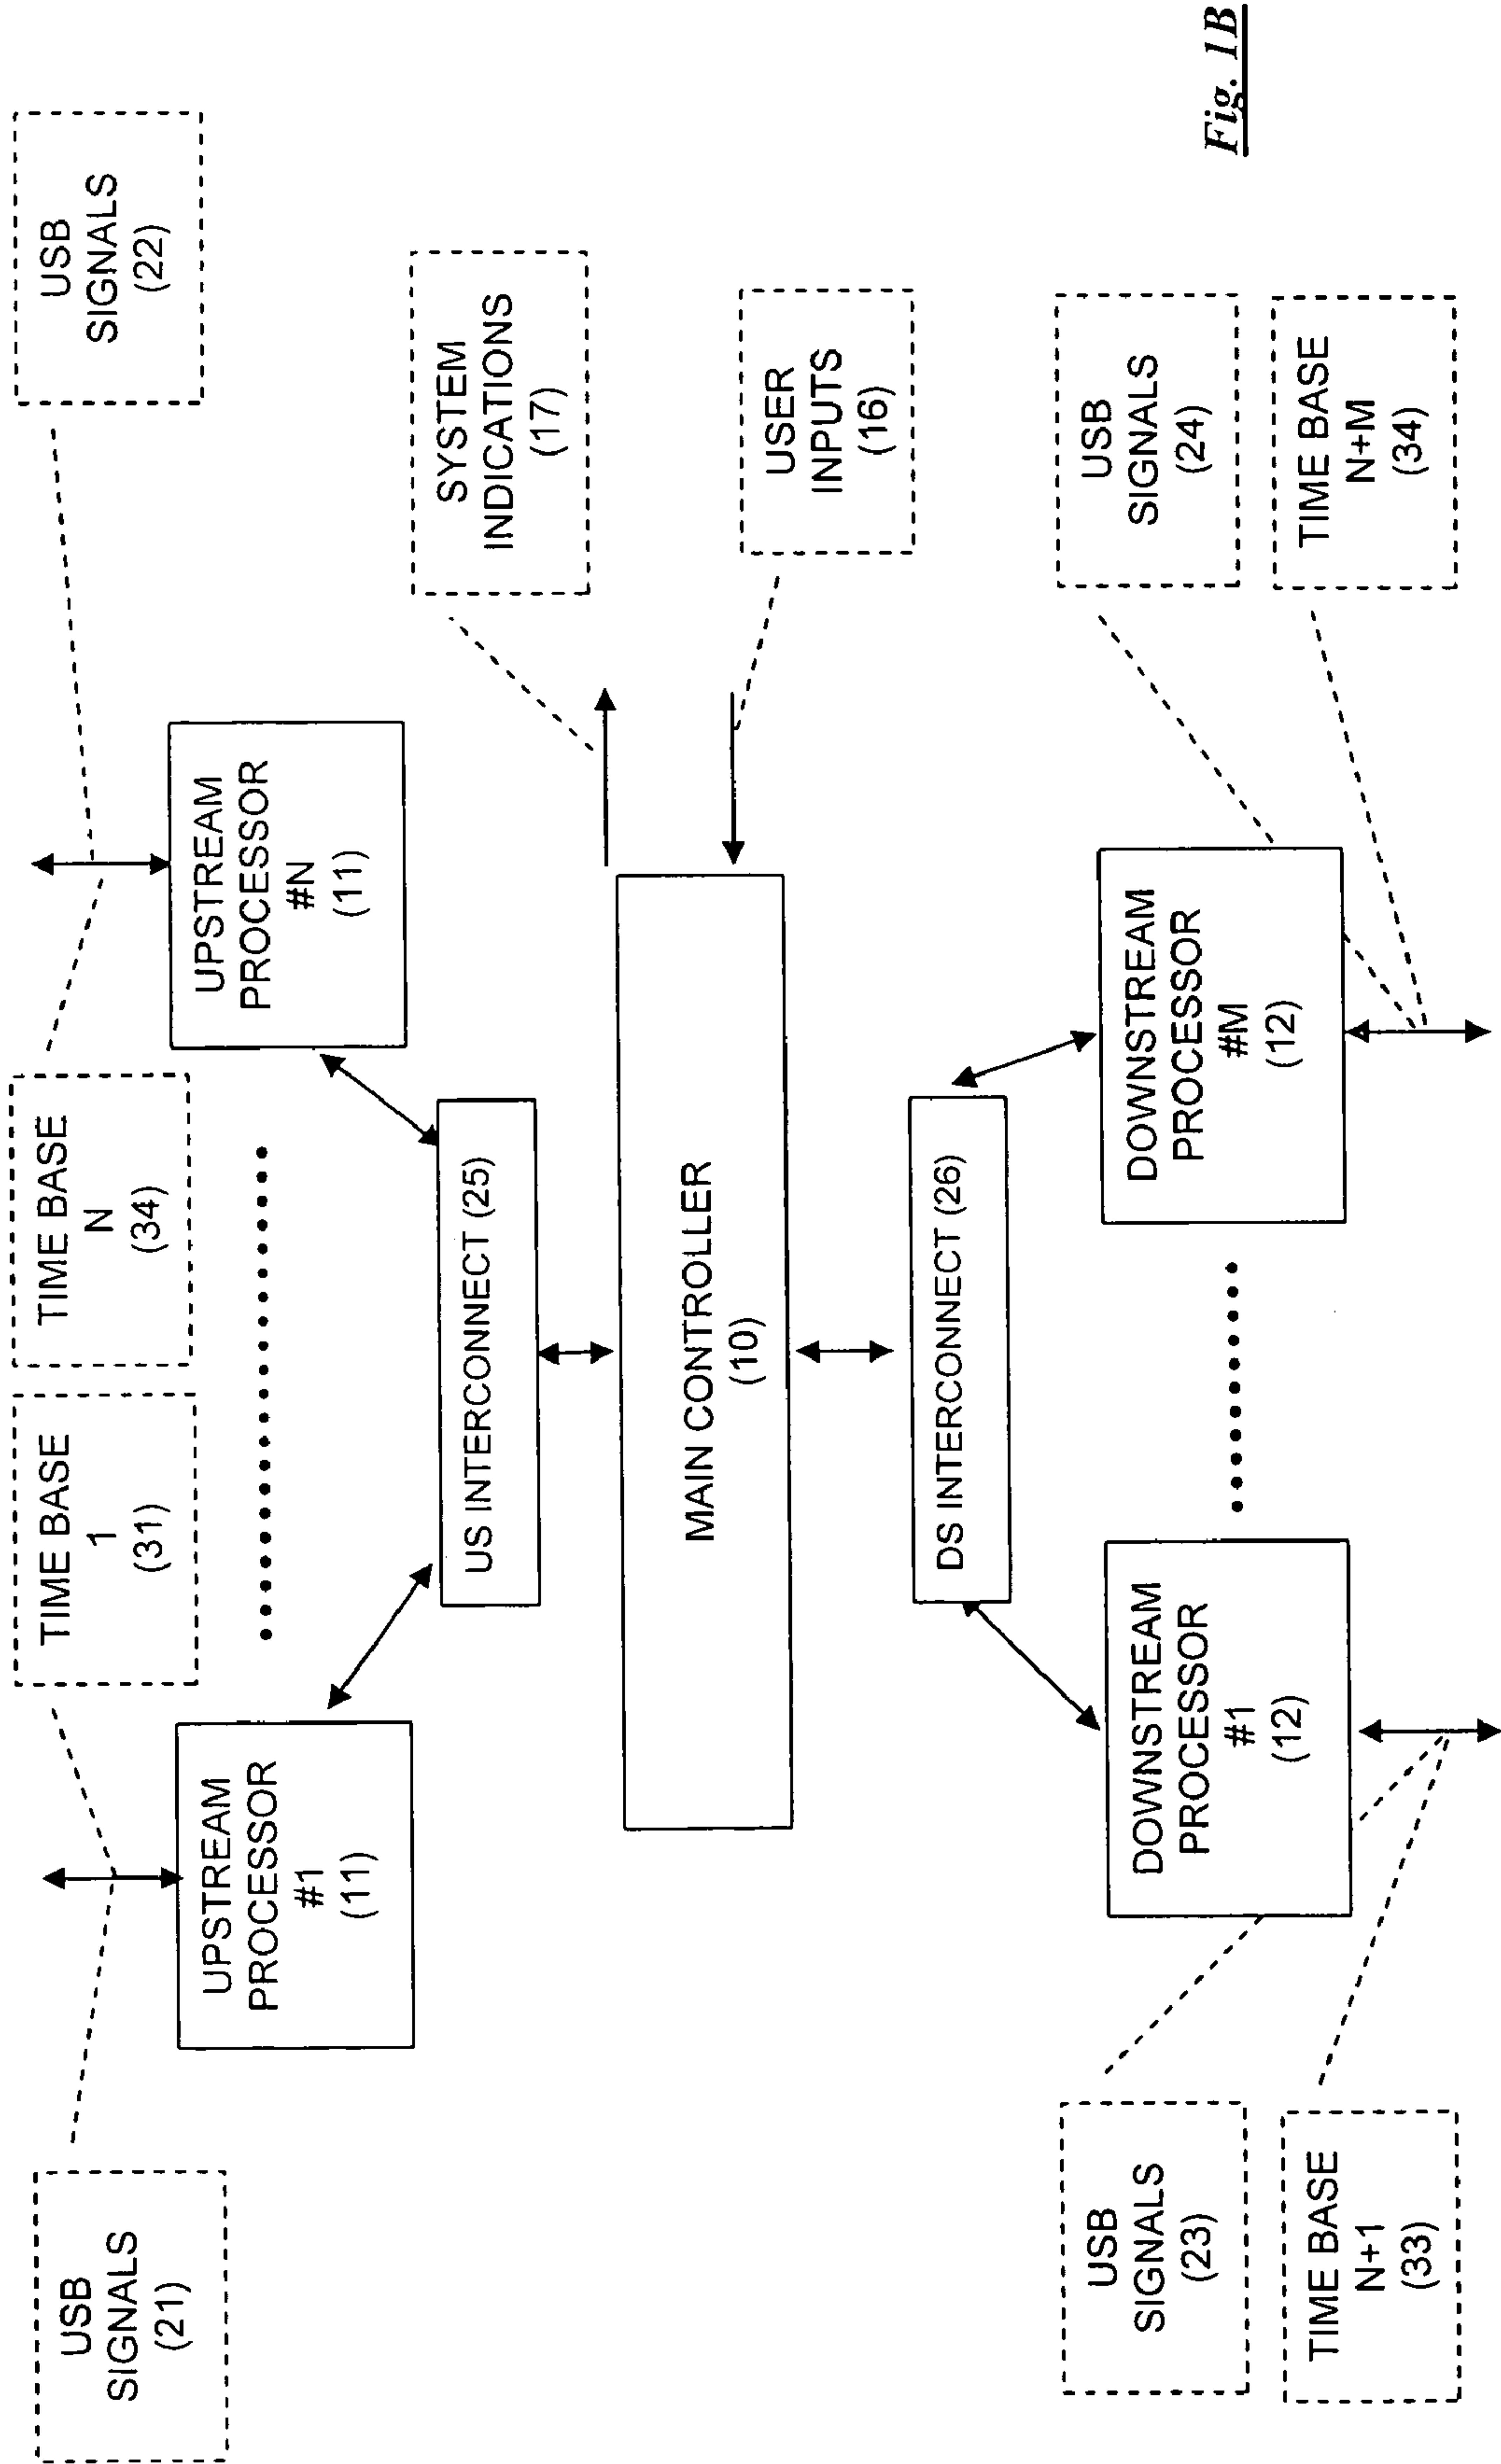 USB
SIGNALS
(21)
TIME BASE
1
(31)
TIME BASE
N
(34)
USB
SIGNALS
(22)
UPSTREAM
PROCESSOR
#1
(11)
UPSTREAM
PROCESSOR
#N
(11)
US INTERCONNECT (25)
SYSTEM
INDICATIONS
(17)
MAIN CONTROLLER
(10)
USER
INPUTS
(16)
DS INTERCONNECT (26)
USB
SIGNALS
(23)
DOWNSTREAM
PROCESSOR
#1
(12)
DOWNSTREAM
PROCESSOR
#M
(12)
USB
SIGNALS
(24)
TIME BASE
N+1
(33)
TIME BASE
N+M
(34)
Fig. 1B